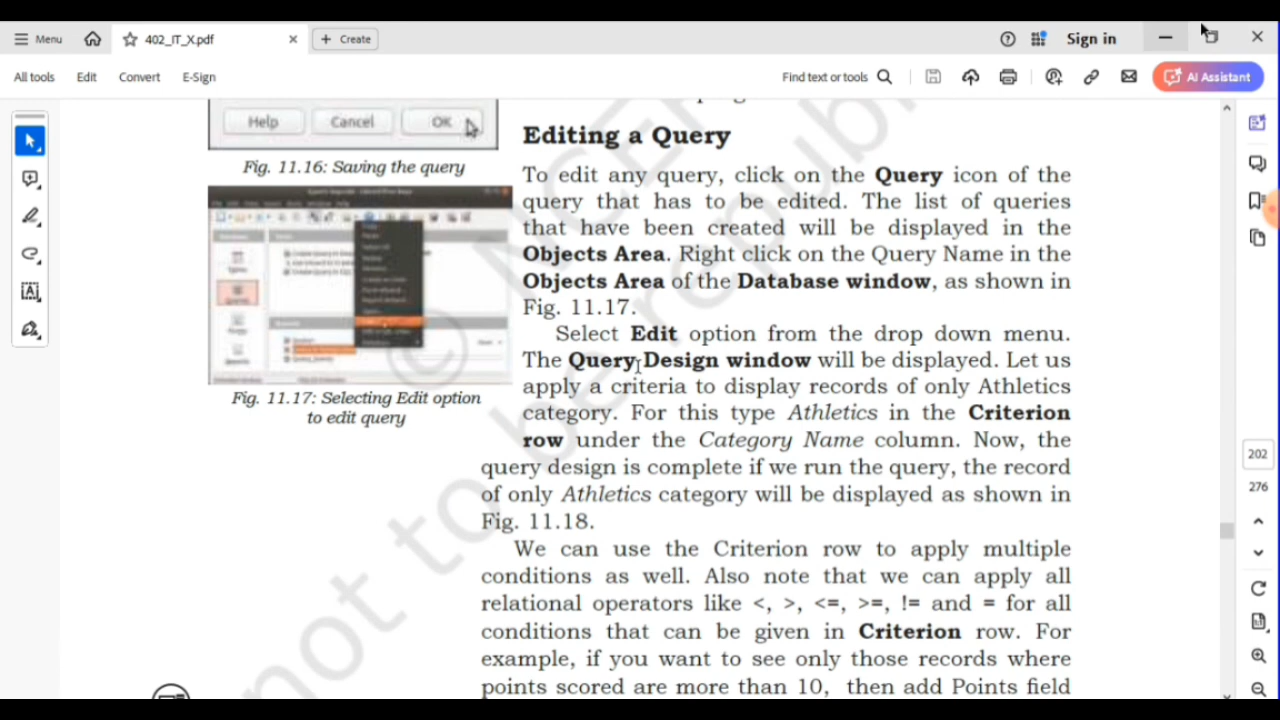 Menu
402_IT_X.pdf
Create
Sign in
All tools
Edit
Convert
E-Sign
Find text or tools
AI Assistant
Help
Cancel
OK
Fig. 11.16: Saving the query
Fig. 11.17: Selecting Edit option
to edit query
Editing a Query
To edit any query, click on the Query icon of the
query that has to be edited. The list of queries
that have been created will be displayed in the
Objects Area. Right click on the Query Name in the
Objects Area of the Database window, as shown in
Fig. 11.17.
Select Edit option from the drop down menu.
The Query Design window will be displayed. Let us
apply a criteria to display records of only Athletics
category. For this type Athletics in the Criterion
row under the Category Name column. Now, the
query design is complete if we run the query, the record
of only Athletics category will be displayed as shown in
Fig. 11.18.
We can use the Criterion row to apply multiple
conditions as well. Also note that we can apply all
relational operators like <, >, <=, >=, != and = for all
conditions that can be given in Criterion row. For
example, if you want to see only those records where
points scored are more than 10, then add Points field
202
276
not to be republ
© NCE